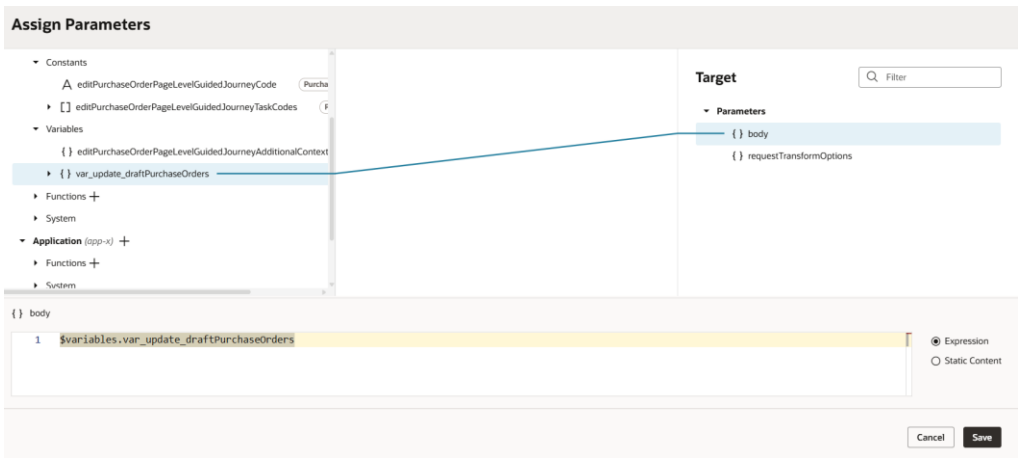 Assign Parameters
Constants
A editPurchaseOrderPageLevelGuidedJourneyCode Purcha
[] editPurchaseOrderPageLevelGuidedJourneyTaskCodes
Variables
{ } editPurchaseOrderPageLevelGuidedJourneyAdditionalContext
{ } var_update_draftPurchaseOrders
Functions +
System
Application (app-x) +
Functions +
System
Target
Filter
Parameters
{ } body
{ } requestTransformOptions
{ } body
1 $variables.var_update_draftPurchaseOrders
Expression
Static Content
Cancel Save